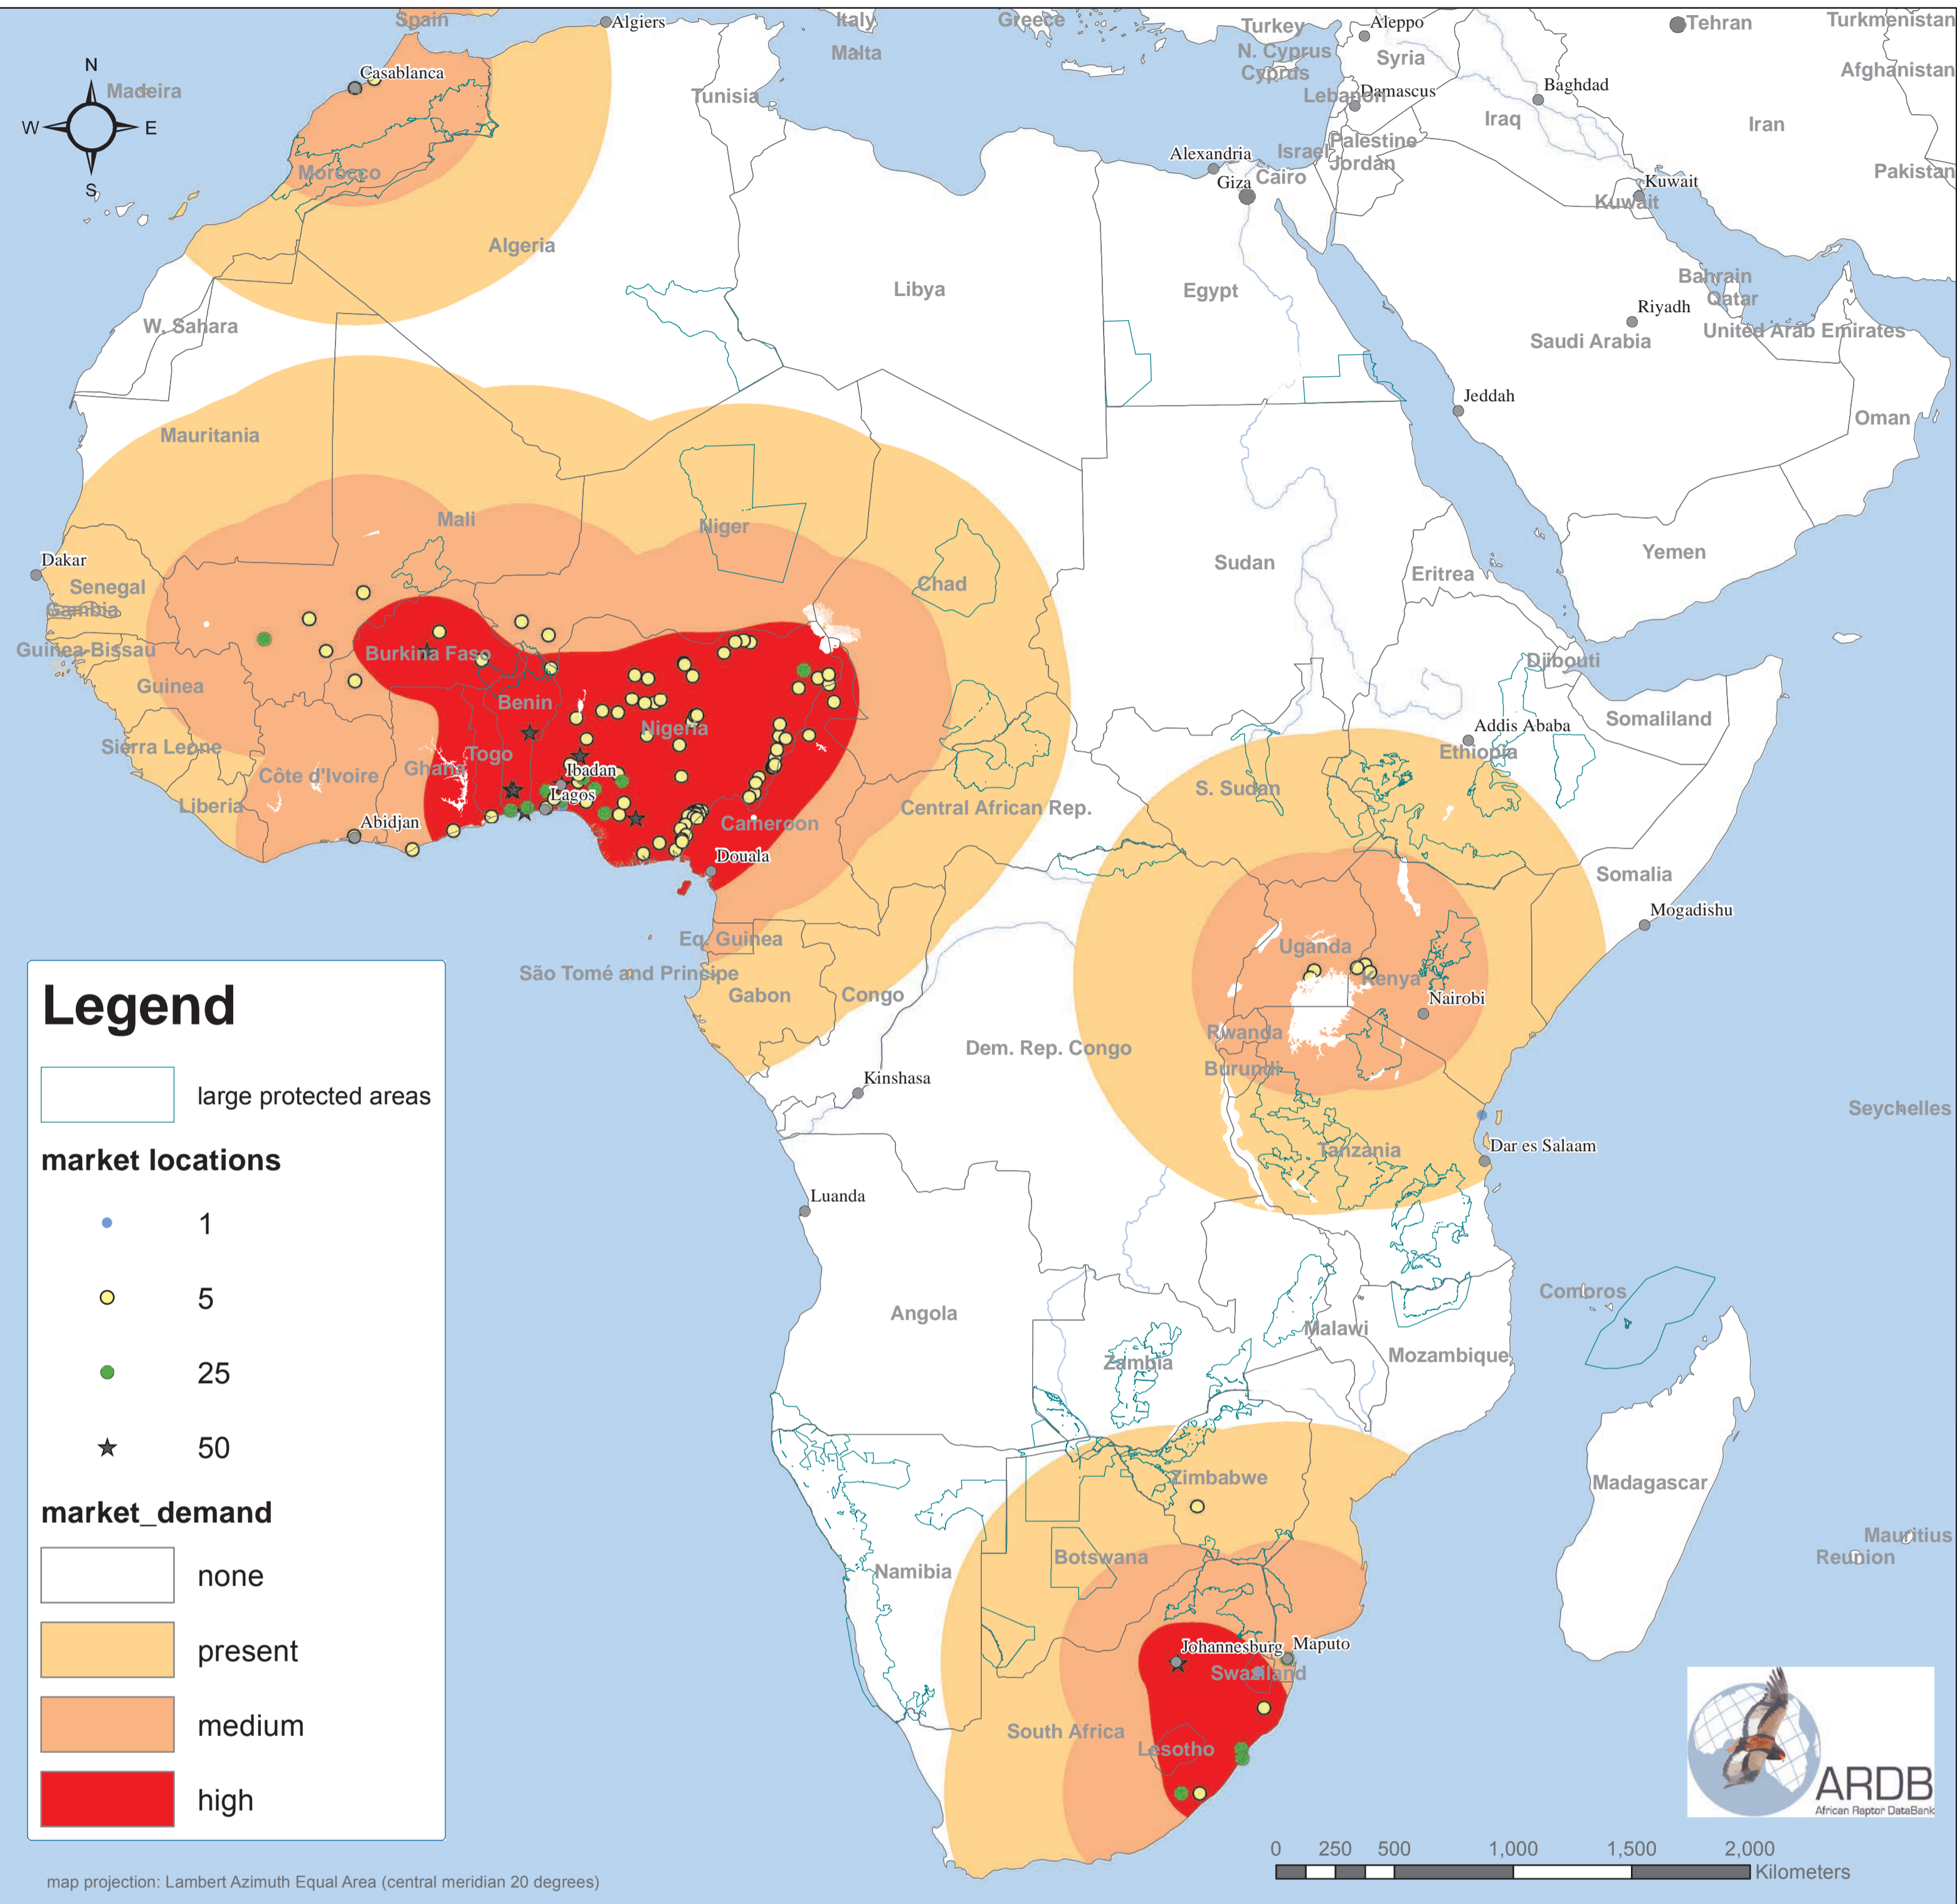 Spain
Algiers
Italy
Greece
Turkey
Aleppo
Tehran
Turkmenistan
Malta
N. Cyprus
Syria
Cyprus
Afghanistan
N
Casablanca
Madeira
Tunisia
Lebanon
Damascus
Baghdad
W
E
Iraq
Iran
Alexandria
Israel
Palestine
Jordan
Morocco
S
Giza
Cairo
Kuwait
Kuwait
Pakistan
Algeria
Libya
Egypt
Bahrain
Qatar
Riyadh
W. Sahara
Saudi Arabia
United Arab Emirates
Jeddah
Oman
Mauritania
Mali
Niger
Dakar
Senegal
Gambia
Chad
Sudan
Eritrea
Yemen
Guinea-Bissau
Burkina Faso
Djibouti
Guinea
Benin
Nigeria
Addis Ababa
Somaliland
Sierra Leone
Togo
Ethiopia
Côte d'Ivoire
Ghana
Ibadan
Lagos
S. Sudan
Liberia
Abidjan
Cameroon
Central African Rep.
Douala
Somalia
Mogadishu
Eq. Guinea
Uganda
São Tomé and Principe
Kenya
Gabon
Congo
Nairobi
Rwanda
Dem. Rep. Congo
Burundi
Kinshasa
Seychelles
Tanzania
Dar es Salaam
Luanda
Comoros
Angola
Malawi
Zambia
Mozambique
Zimbabwe
Madagascar
Mauritius
Reunion
Botswana
Namibia
Johannesburg
Maputo
Swaziland
South Africa
Lesotho
Legend
large protected areas
market locations
1
5
25
50
market_demand
none
present
medium
high
ARDB
African Raptor DataBank
0 250 500 1,000 1,500 2,000
Kilometers
map projection: Lambert Azimuth Equal Area (central meridian 20 degrees)